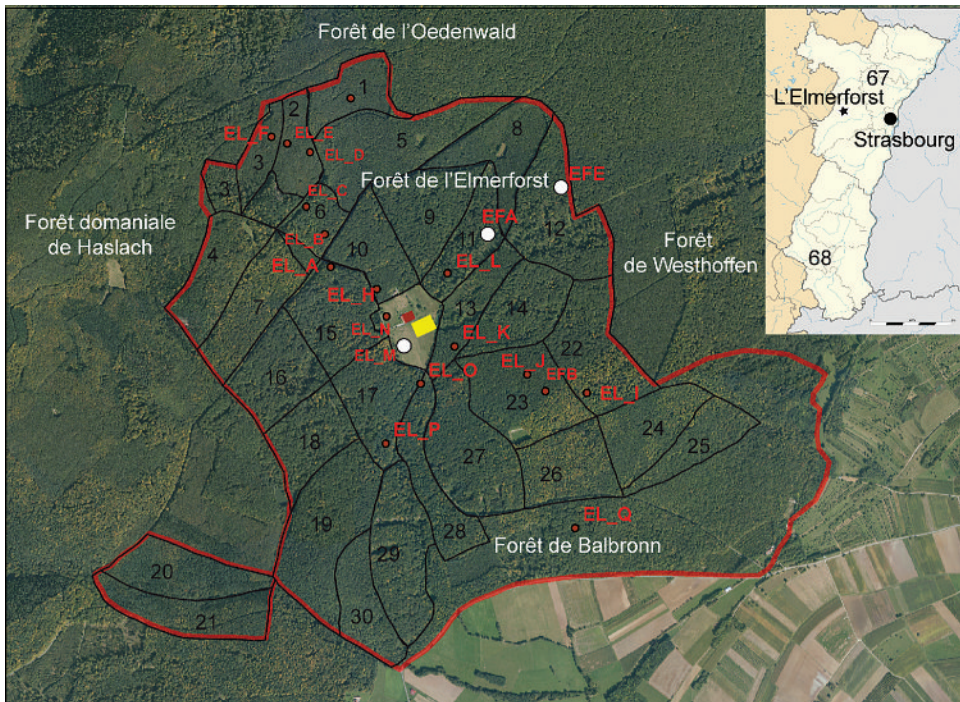 Forêt de l'Oedenwald
67
L'Elmerforst
Strasbourg
68
1
2
EL_F
EL_E
5
8
3
EL_D
EL_C
Forêt de l'Elmerforst
EFE
3
6
9
EFA
Forêt domaniale
de Haslach
4
EL_B
10
11
12
Forêt
de Westhoffen
EL_A
EL_L
7
EL_H
13
14
15
EL_N
EL_K
EL_M
22
16
17
EL_O
EL_J
EFB
EL_I
23
18
EL_P
24
25
27
26
19
28
EL_Q
29
Forêt de Balbronn
20
21
30